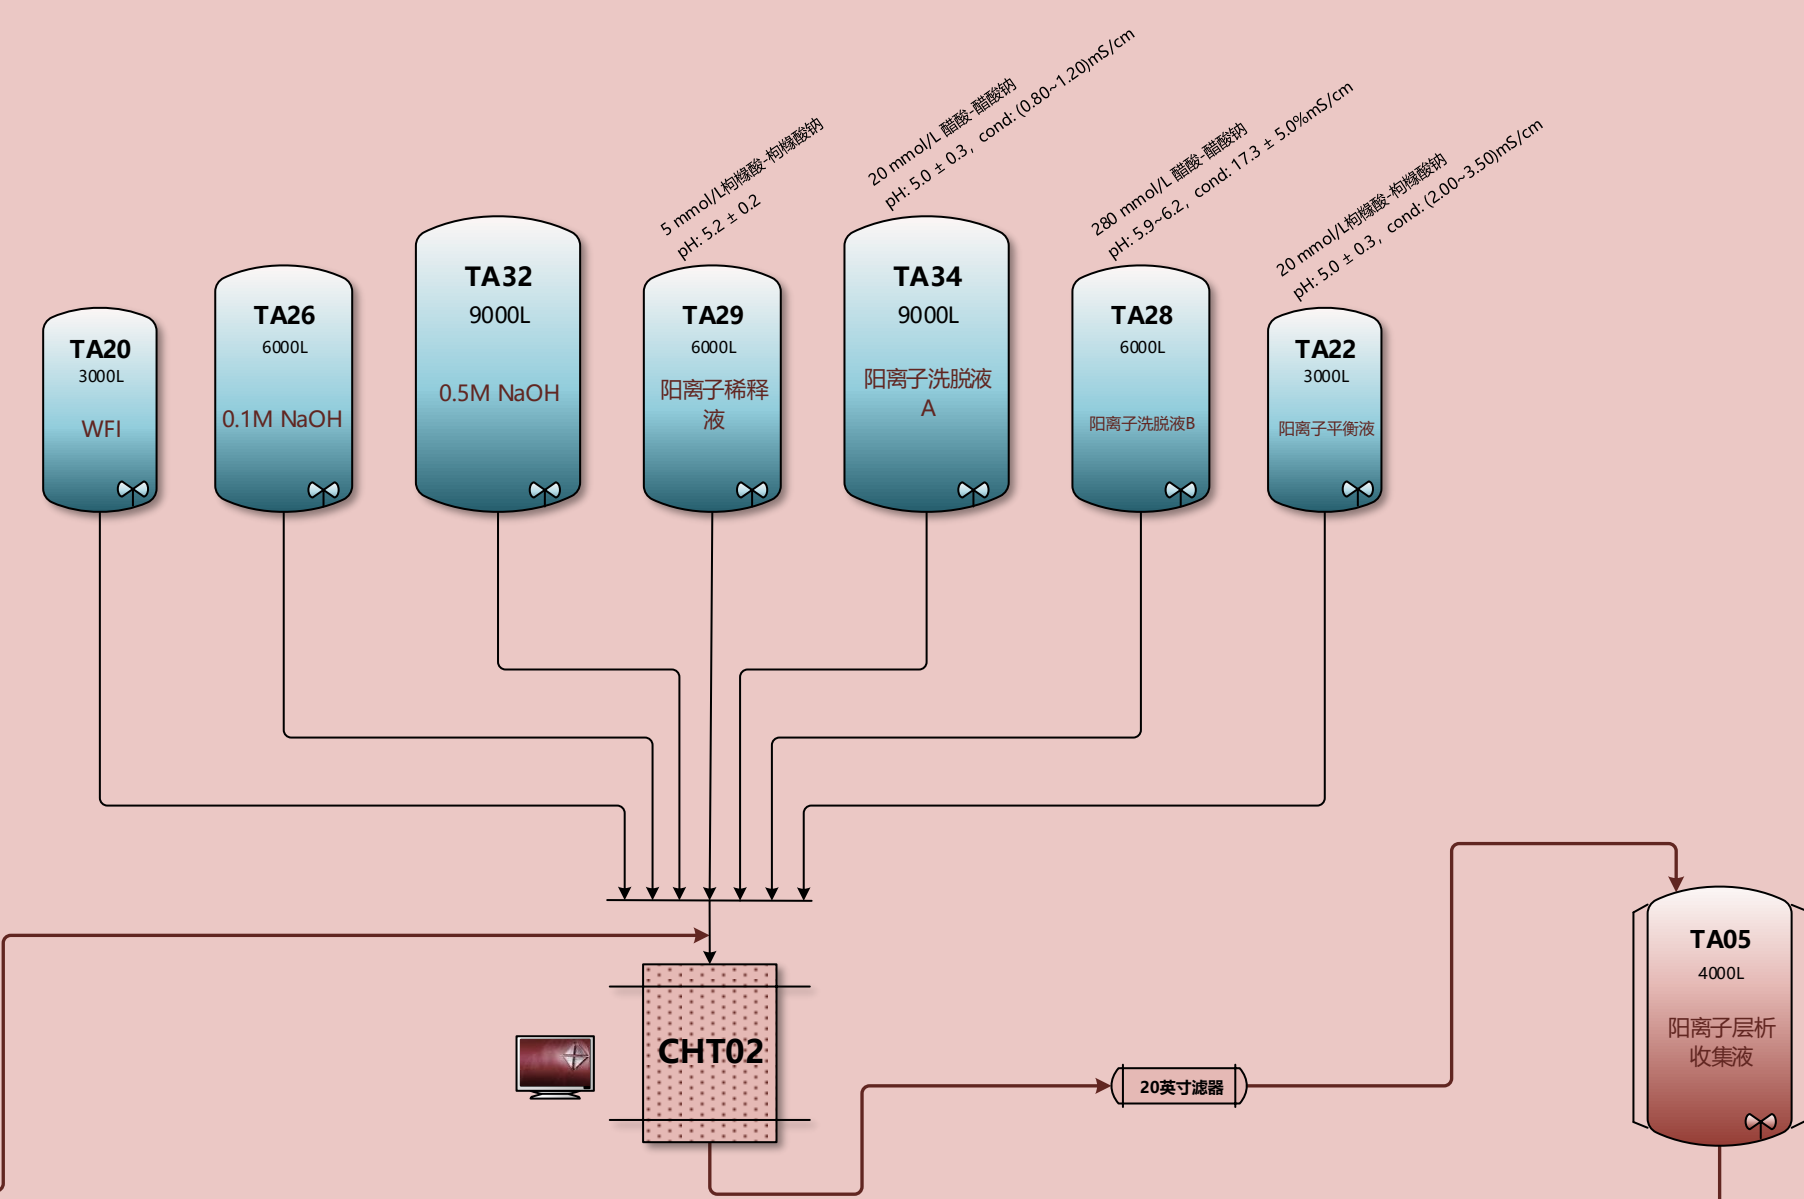 5 mmol/L枸橼酸-枸橼酸钠
pH: 5.2 ± 0.2
20 mmol/L 醋酸-醋酸钠
pH: 5.0 ± 0.3，cond: (0.80~1.20)mS/cm
280 mmol/L 醋酸-醋酸钠
pH: 5.9~6.2，cond: 17.3 ± 5.0%mS/cm
20 mmol/L枸橼酸-枸橼酸钠
pH: 5.0 ± 0.3，cond: (2.00~3.50)mS/cm
TA20
3000L
WFI
TA26
6000L
0.1M NaOH
TA32
9000L
0.5M NaOH
TA29
6000L
阳离子稀释
液
TA34
9000L
阳离子洗脱液
A
TA28
6000L
阳离子洗脱液B
TA22
3000L
阳离子平衡液
CHT02
20英寸滤器
TA05
4000L
阳离子层析
收集液